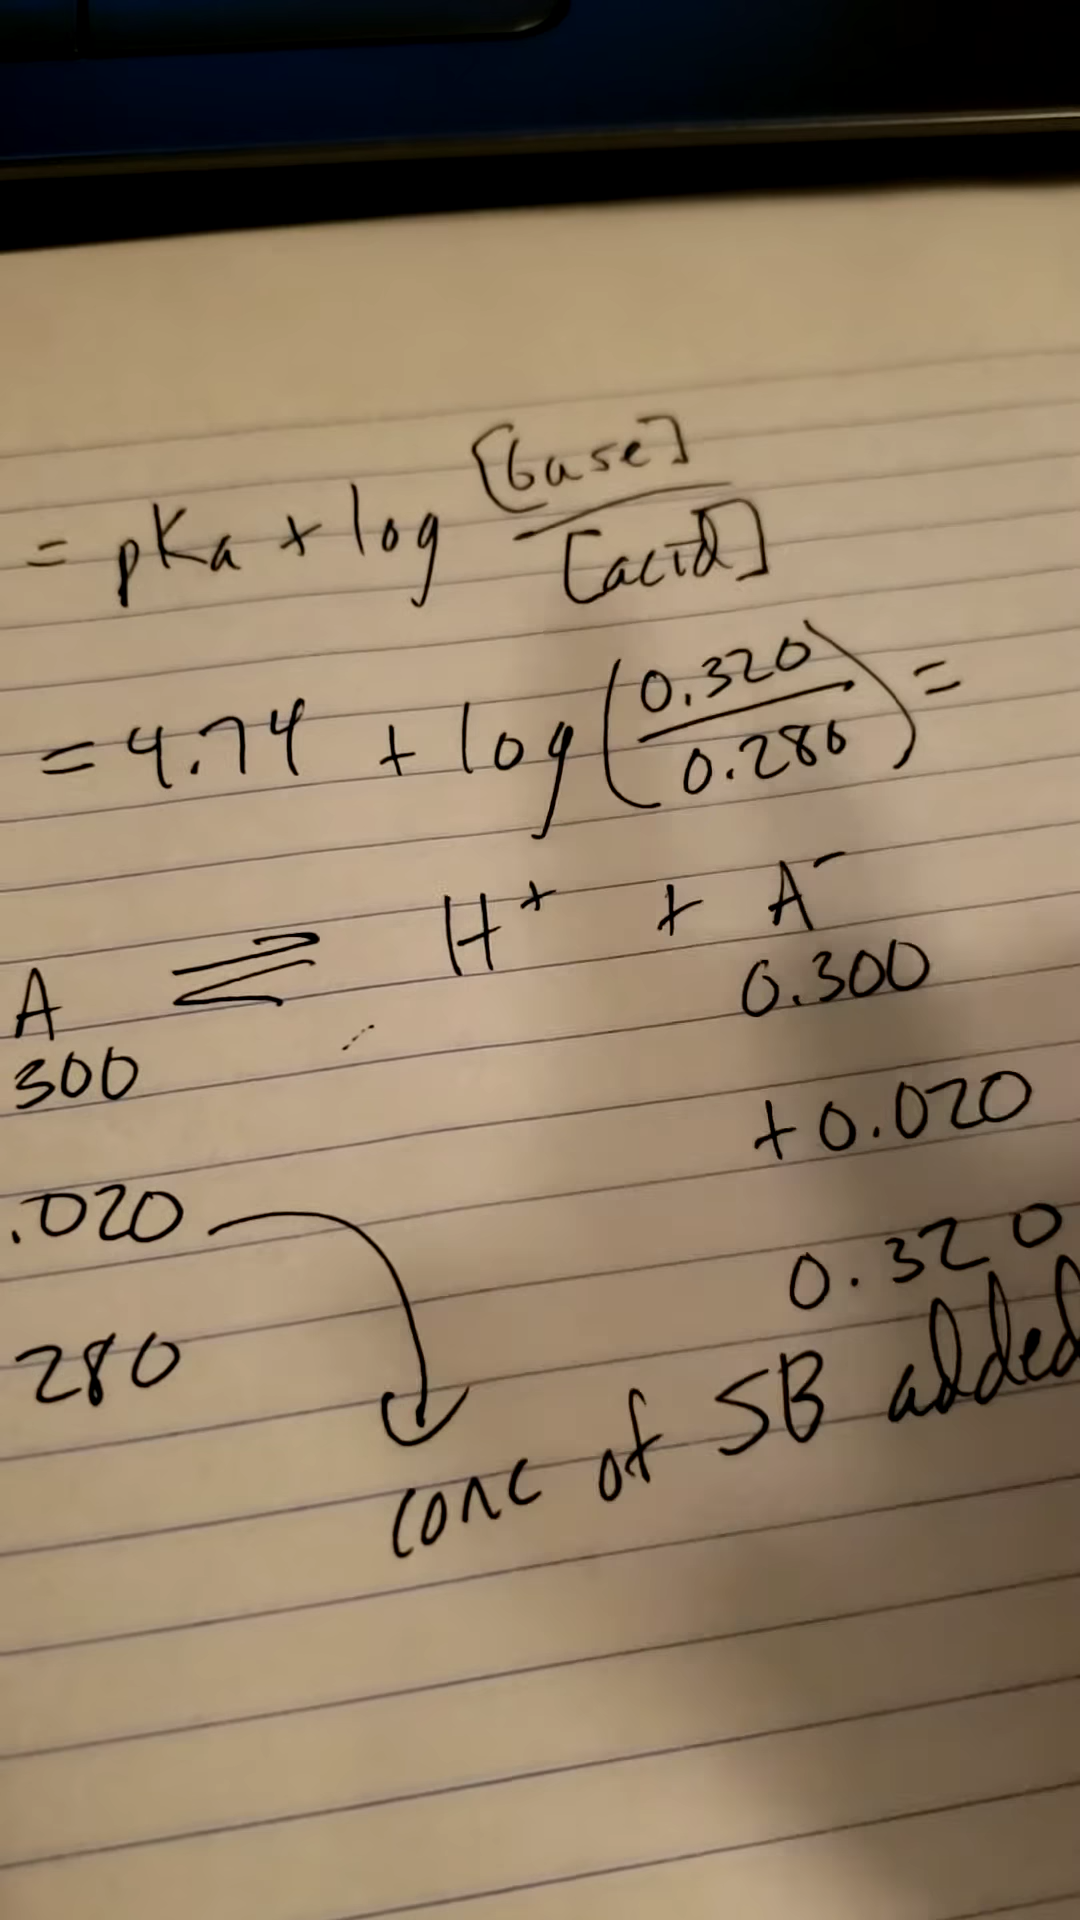 = pKa + log [base]/[acid]
= 4.74 + log (0.320/0.280) =
A ⇌ H⁺ + A⁻
300 0.300
.020 +0.020
280 0.320
conc of SB added